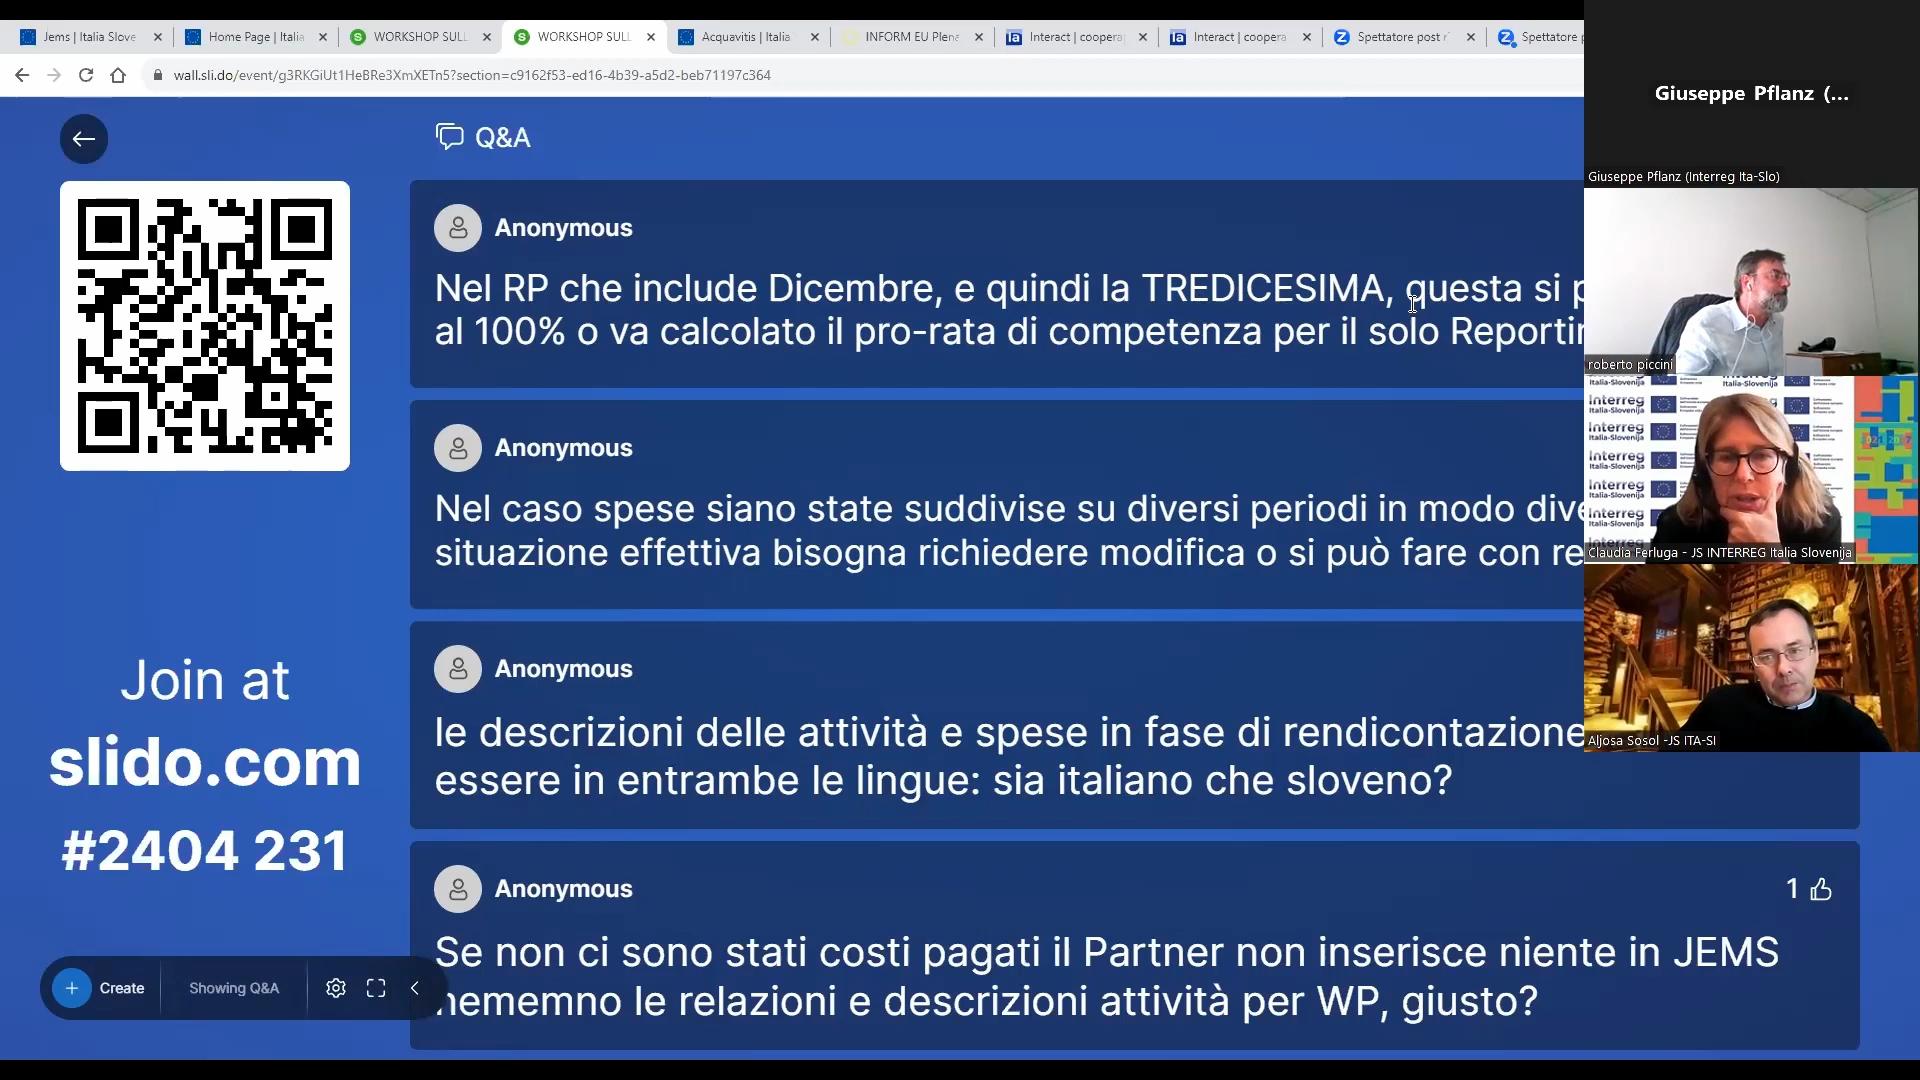 Jems | Italia Slove
Home Page | Italia
WORKSHOP SULL
WORKSHOP SULL
Acquavitis | Italia
INFORM EU Plena
Interact | coopera
Interact | coopera
Spettatore post
Spettatore
wall.sli.do/event/g3RKGiUt1HeBRe3XmXETn5?section=c9162f53-ed16-4b39-a5d2-beb71197c364
Q&A
Anonymous
Nel RP che include Dicembre, e quindi la TREDICESIMA, questa si
al 100% o va calcolato il pro-rata di competenza per il solo
Anonymous
Nel caso spese siano state suddivise su diversi periodi in modo
situazione effettiva bisogna richiedere modifica o si può fare con
Anonymous
le descrizioni delle attività e spese in fase di rendicontazione
essere in entrambe le lingue: sia italiano che sloveno?
Anonymous
1
Se non ci sono stati costi pagati il Partner non inserisce niente in JEMS
nememno le relazioni e descrizioni attività per WP, giusto?
Join at
slido.com
#2404 231
Create
Showing Q&A
Giuseppe Pflanz (...
Giuseppe Pflanz (Interreg Ita-Slo)
roberto piccini
Interreg
Italia-Slovenija
Claudia Ferluga - JS INTERREG Italia Slovenija
Aljosa Sosol -JS ITA-SI